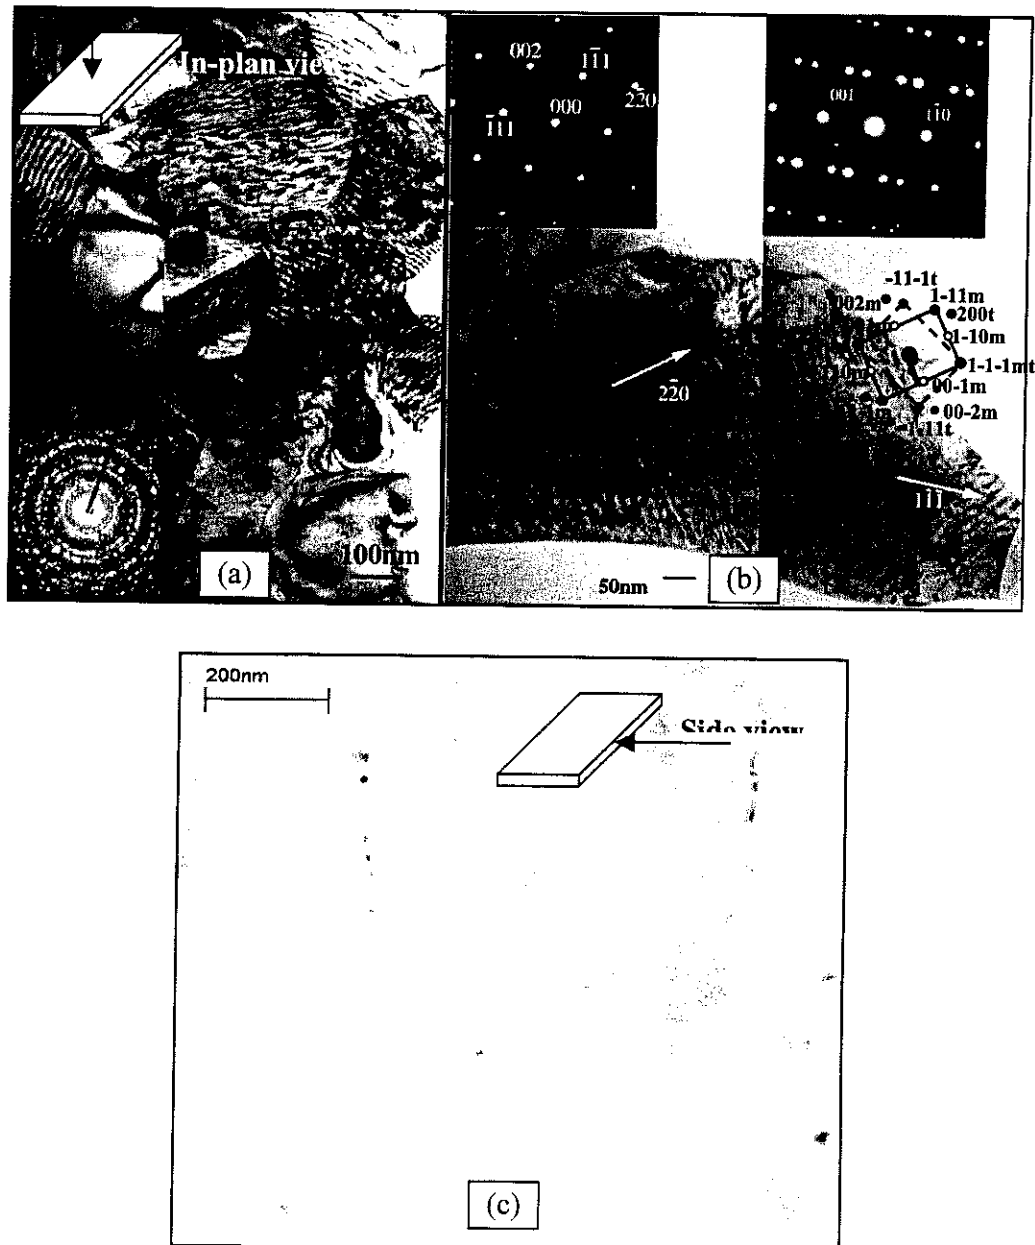 In-plan view
(a)
100nm
002
1̄11
000
2̄20
1̄11
001
1̄10
-11-1t
002m
1-11m
200t
1-10m
1-1-1mt
00-1m
00-2m
-1-11t
2̄20
11̄1
50nm
(b)
200nm
Side view
(c)